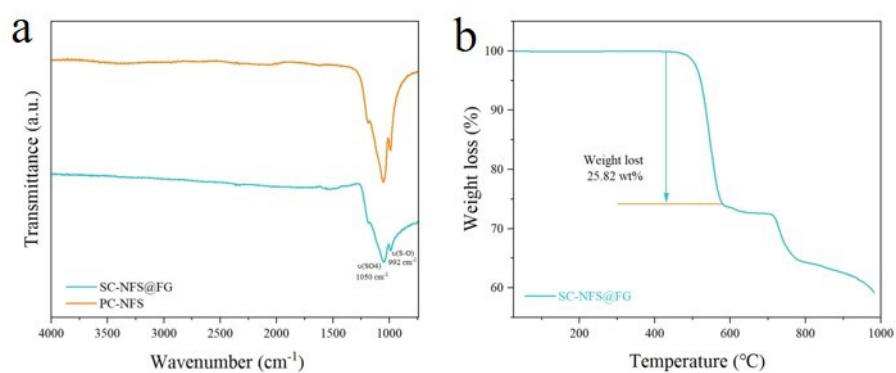 a
Transmittance (a.u.)
υ(SO4)
1050 cm⁻¹
υ(S-O)
992 cm⁻¹
SC-NFS@FG
PC-NFS
4000 3500 3000 2500 2000 1500 1000
Wavenumber (cm⁻¹)
b
Weight loss (%)
100
90
80
70
60
Weight lost
25.82 wt%
SC-NFS@FG
200 400 600 800 1000
Temperature (℃)